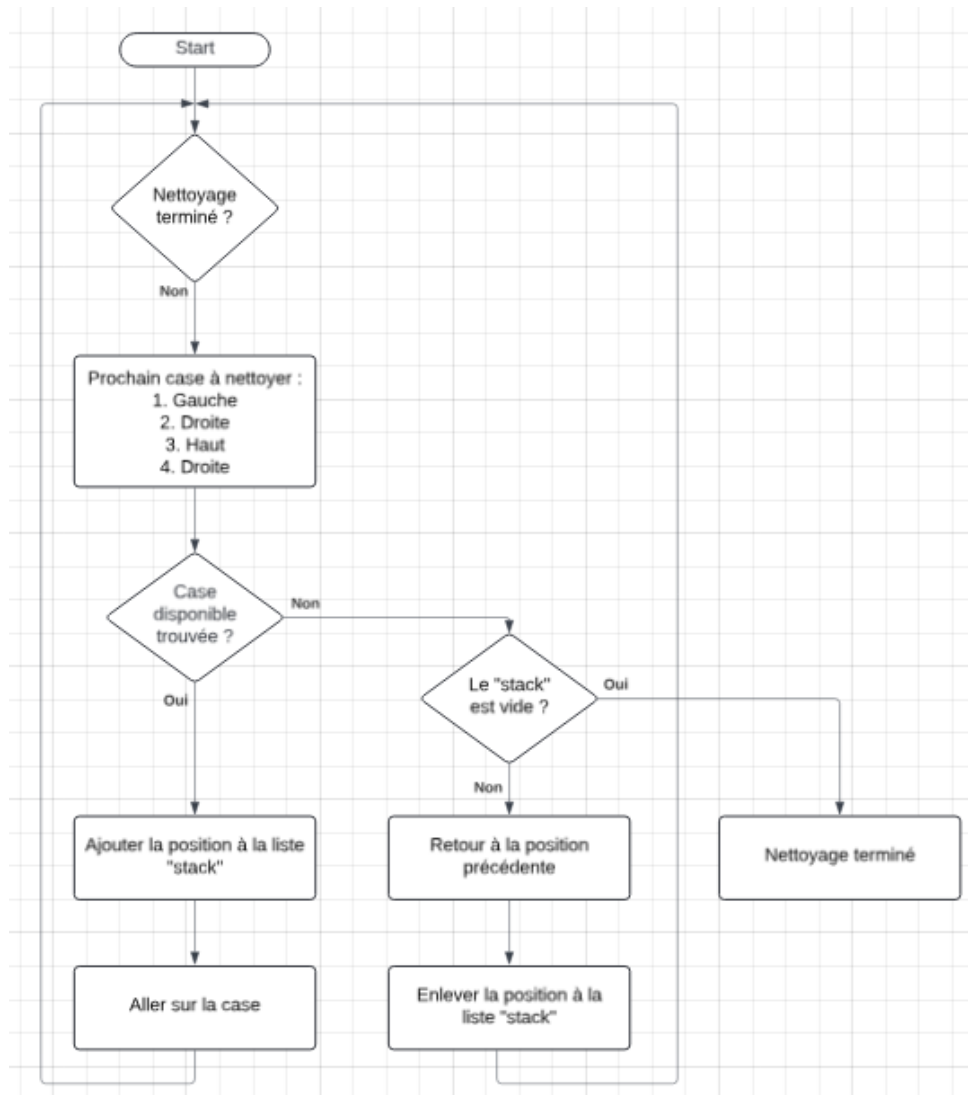 Start
Nettoyage
terminé ?
Non
Prochain case à nettoyer :
1. Gauche
2. Droite
3. Haut
4. Droite
Case
disponible
trouvée ?
Non
Oui
Le "stack"
est vide ?
Oui
Non
Ajouter la position à la liste
"stack"
Retour à la position
précédente
Nettoyage terminé
Aller sur la case
Enlever la position à la
liste "stack"